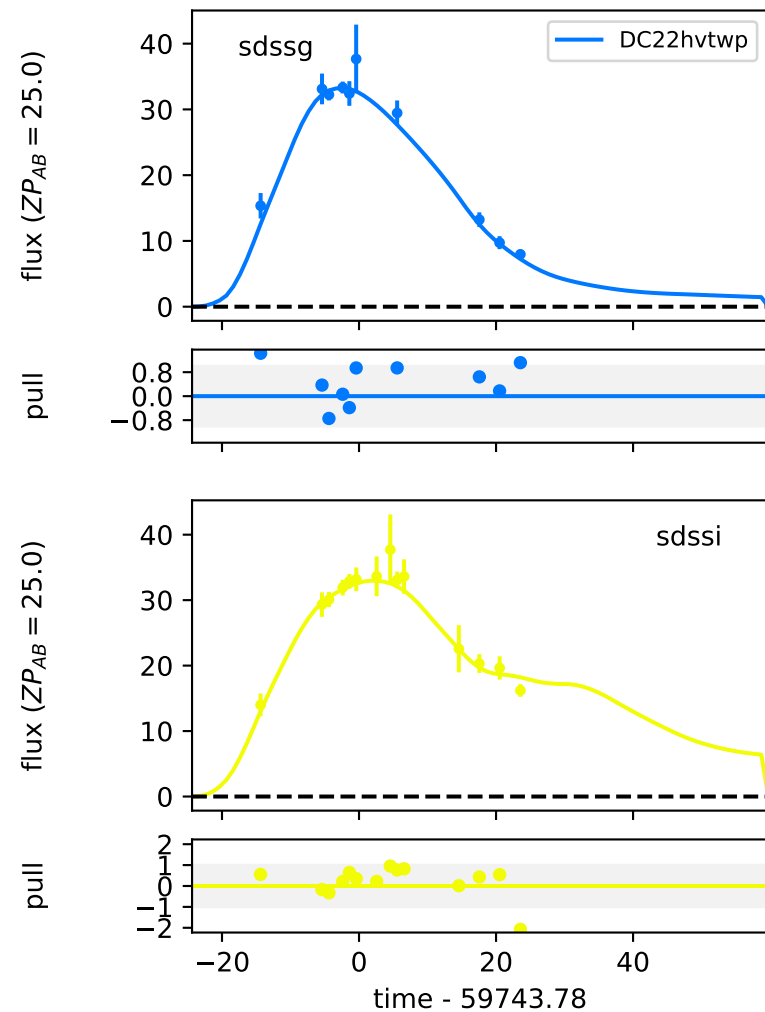 sdssg
DC22hvtwp
flux (ZP_AB = 25.0)
40
30
20
10
0
pull
0.8
0.0
−0.8
sdssi
flux (ZP_AB = 25.0)
40
30
20
10
0
pull
2
1
0
−1
−2
−20 0 20 40
time - 59743.78